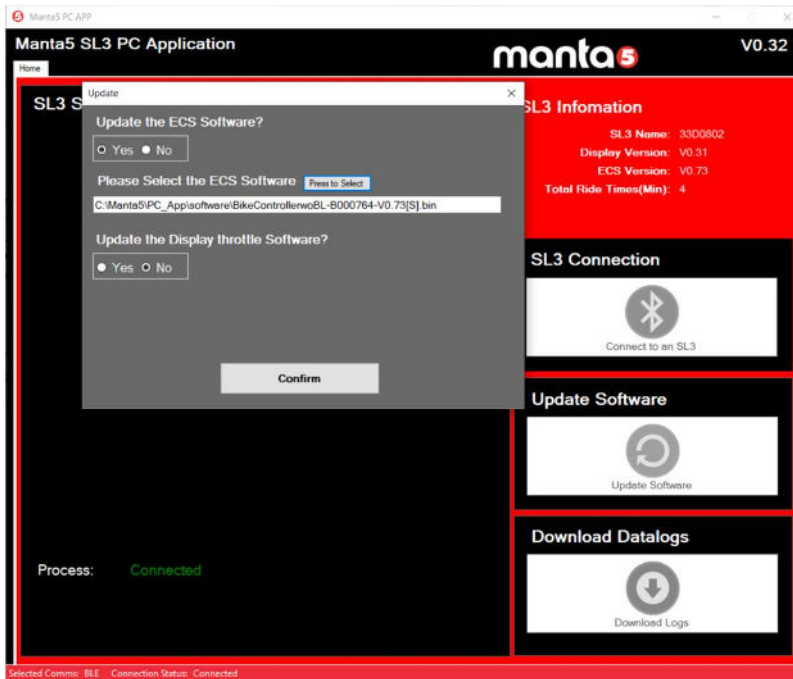 Manta5 PC APP
Manta5 SL3 PC Application
manta5
V0.32
Home
SL3 S
Update
Update the ECS Software?
Yes No
Please Select the ECS Software Press to Select
C:\Manta5\PC_App\software\BikeControllerwoBL-B000764-V0.73[S].bin
Update the Display throttle Software?
Yes No
Confirm
Process: Connected
SL3 Infomation
SL3 Name: 33D0802
Display Version: V0.31
ECS Version: V0.73
Total Ride Times(Min): 4
SL3 Connection
Connect to an SL3
Update Software
Update Software
Download Datalogs
Download Logs
Selected Comms: BLE Connection Status: Connected